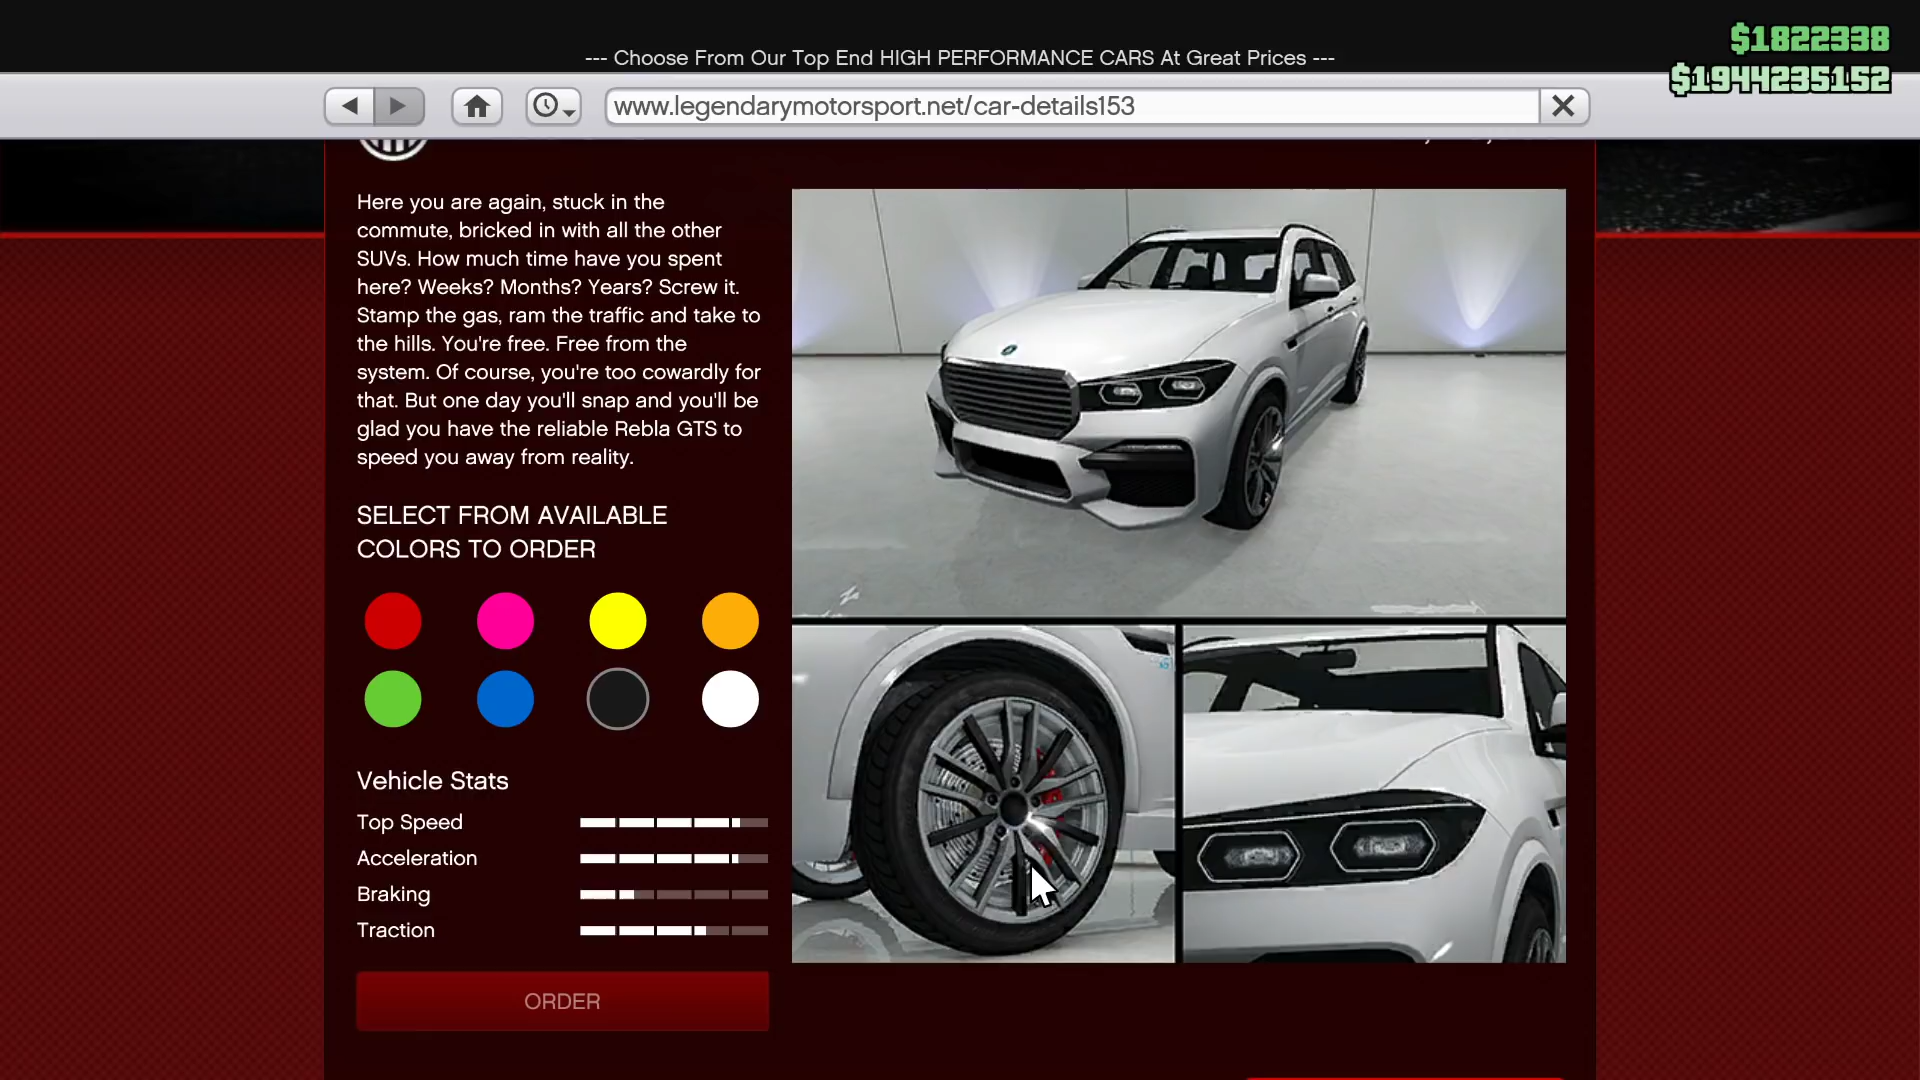 --- Choose From Our Top End HIGH PERFORMANCE CARS At Great Prices ---
$1822338
$1944235152
www.legendarymotorsport.net/car-details153
Here you are again, stuck in the
commute, bricked in with all the other
SUVs. How much time have you spent
here? Weeks? Months? Years? Screw it.
Stamp the gas, ram the traffic and take to
the hills. You're free. Free from the
system. Of course, you're too cowardly for
that. But one day you'll snap and you'll be
glad you have the reliable Rebla GTS to
speed you away from reality.
SELECT FROM AVAILABLE
COLORS TO ORDER
Vehicle Stats
Top Speed
Acceleration
Braking
Traction
ORDER